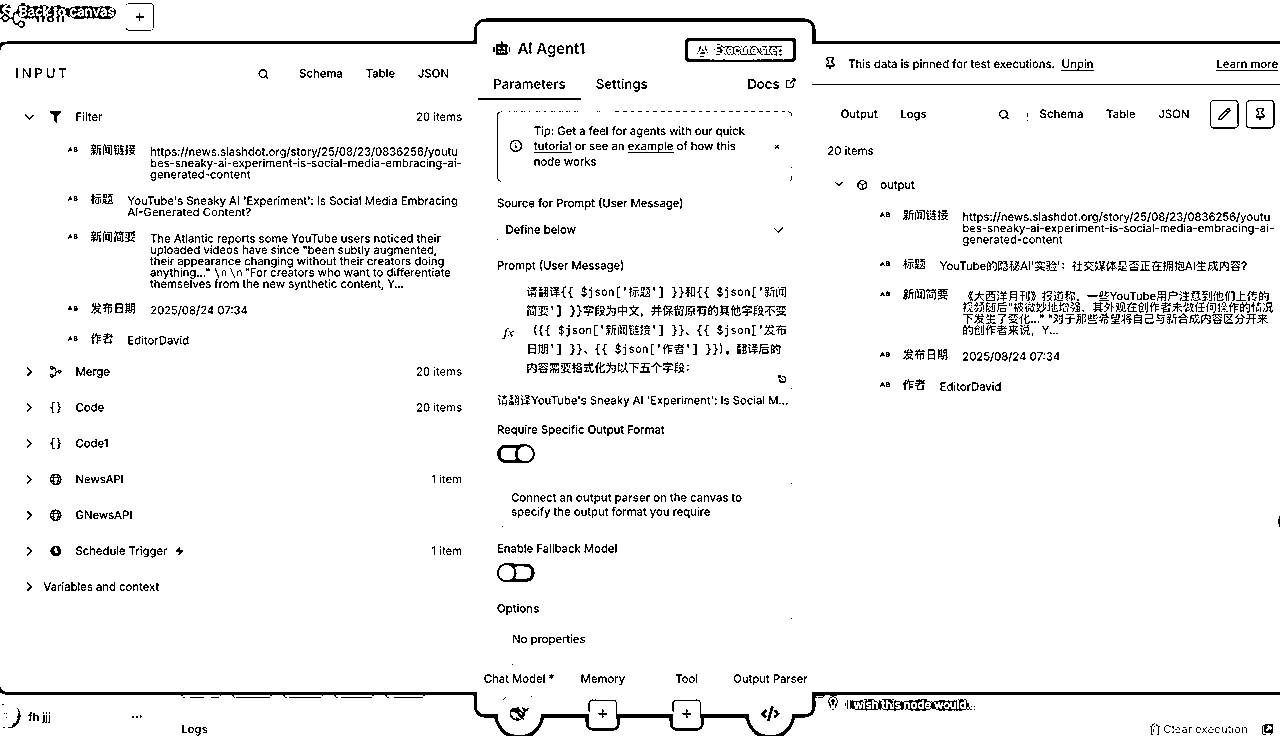 Back to canvas
+
INPUT
Schema
Table
JSON
Filter
20 items
AB 新闻链接
https://news.slashdot.org/story/25/08/23/0836256/youtu
bes-sneaky-ai-experiment-is-social-media-embracing-ai-
generated-content
AB 标题
YouTube's Sneaky AI 'Experiment': Is Social Media Embracing
AI-Generated Content?
AB 新闻简要
The Atlantic reports some YouTube users noticed their
uploaded videos have since "been subtly augmented,
their appearance changing without their creators doing
anything..." \n \n "For creators who want to differentiate
themselves from the new synthetic content, Y...
AB 发布日期
2025/08/24 07:34
AB 作者
EditorDavid
Merge
20 items
{} Code
20 items
{} Code1
NewsAPI
1 item
GNewsAPI
Schedule Trigger
1 item
Variables and context
fh jjj
...
Logs
AI Agent1
Execute step
Parameters
Settings
Docs
Tip: Get a feel for agents with our quick
tutorial or see an example of how this
node works
×
Source for Prompt (User Message)
Define below
Prompt (User Message)
fx
请翻译{{ $json['标题'] }}和{{ $json['新闻
简要'] }}字段为中文，并保留原有的其他字段不变
（{{ $json['新闻链接'] }}、{{ $json['发布
日期'] }}、{{ $json['作者'] }})，翻译后的
内容需要格式化为以下五个字段：
请翻译YouTube's Sneaky AI 'Experiment': Is Social M...
Require Specific Output Format
Connect an output parser on the canvas to
specify the output format you require
Enable Fallback Model
Options
No properties
Chat Model *
Memory
Tool
Output Parser
+
+
</>
This data is pinned for test executions. Unpin
Learn more
Output
Logs
Schema
Table
JSON
20 items
output
AB 新闻链接
https://news.slashdot.org/story/25/08/23/0836256/youtu
bes-sneaky-ai-experiment-is-social-media-embracing-ai-
generated-content
AB 标题
YouTube的隐秘AI'实验'：社交媒体是否正在拥抱AI生成内容？
AB 新闻简要
《大西洋月刊》报道称，一些YouTube用户注意到他们上传的
视频随后"被微妙地增强，其外观在创作者未做任何操作的情况
下发生了变化..." "对于那些希望将自己与新合成内容区分开来
的创作者来说，Y...
AB 发布日期
2025/08/24 07:34
AB 作者
EditorDavid
I wish this node would...
Clear execution